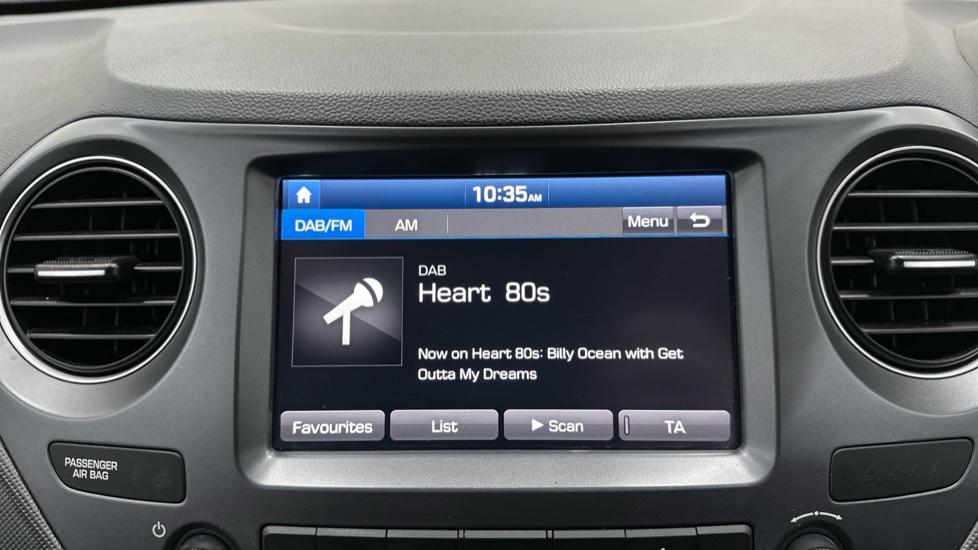 10:35AM
DAB/FM AM Menu
DAB
Heart 80s
Now on Heart 80s: Billy Ocean with Get
Outta My Dreams
Favourites List Scan TA
PASSENGER
AIR BAG